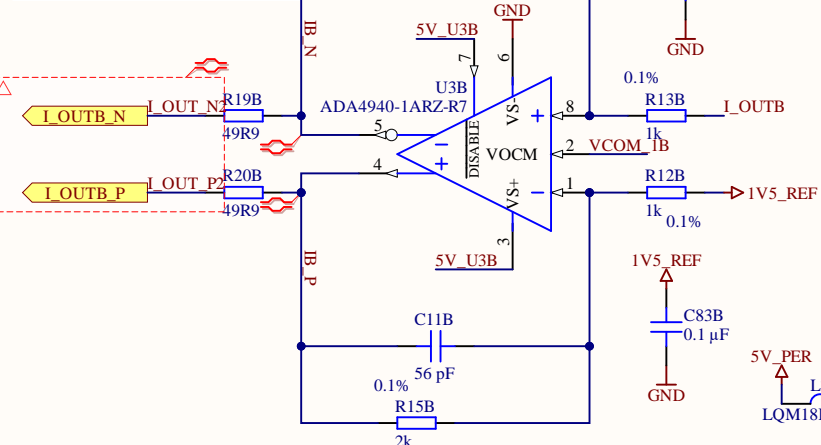 GND
5V_U3B
IB_N
7
6
GND
U3B
0.1%
I_OUTB_N
I_OUT_N2
R19B
ADA4940-1ARZ-R7
VS-
+
8
R13B
I_OUTB
49R9
5
−
DISABLE
VOCM
2
VCOM_1B
1k
I_OUTB_P
I_OUT_P2
R20B
4
+
VS+
−
1
R12B
1V5_REF
49R9
1k
0.1%
3
IB_P
5V_U3B
1V5_REF
C11B
C83B
0.1 µF
56 pF
5V_PER
0.1%
GND
R15B
2k